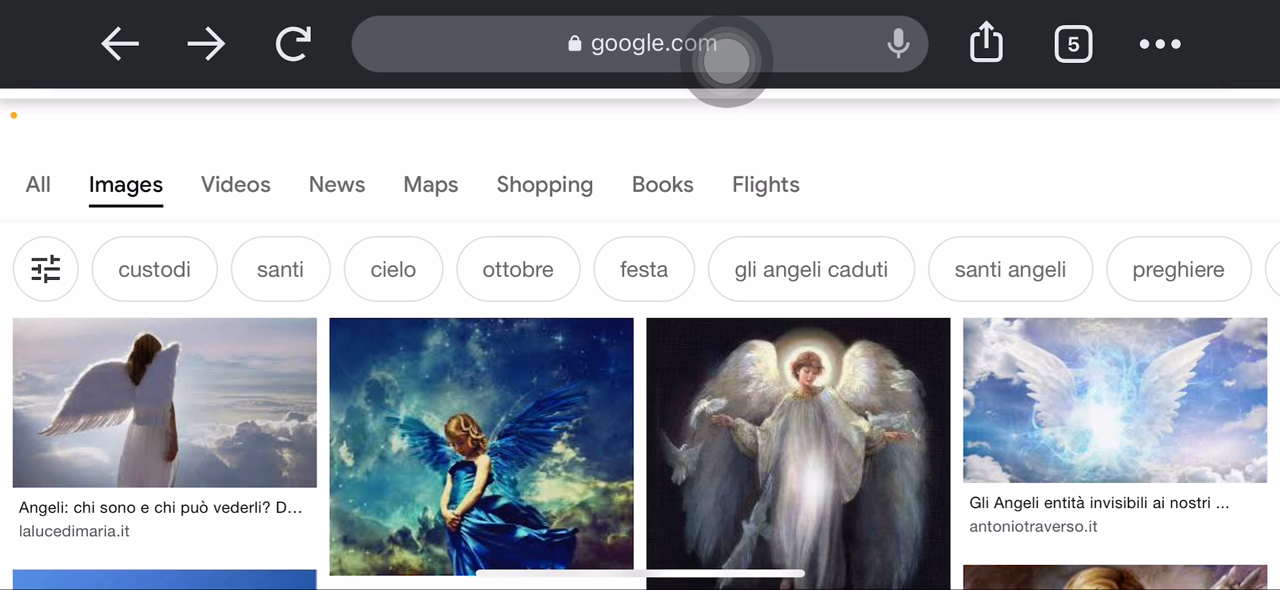 google.com
5
All Images Videos News Maps Shopping Books Flights
custodi santi cielo ottobre festa gli angeli caduti santi angeli preghiere
Angeli: chi sono e chi può vederli? D...
lalucedimaria.it
Gli Angeli entità invisibili ai nostri ...
antoniotraverso.it